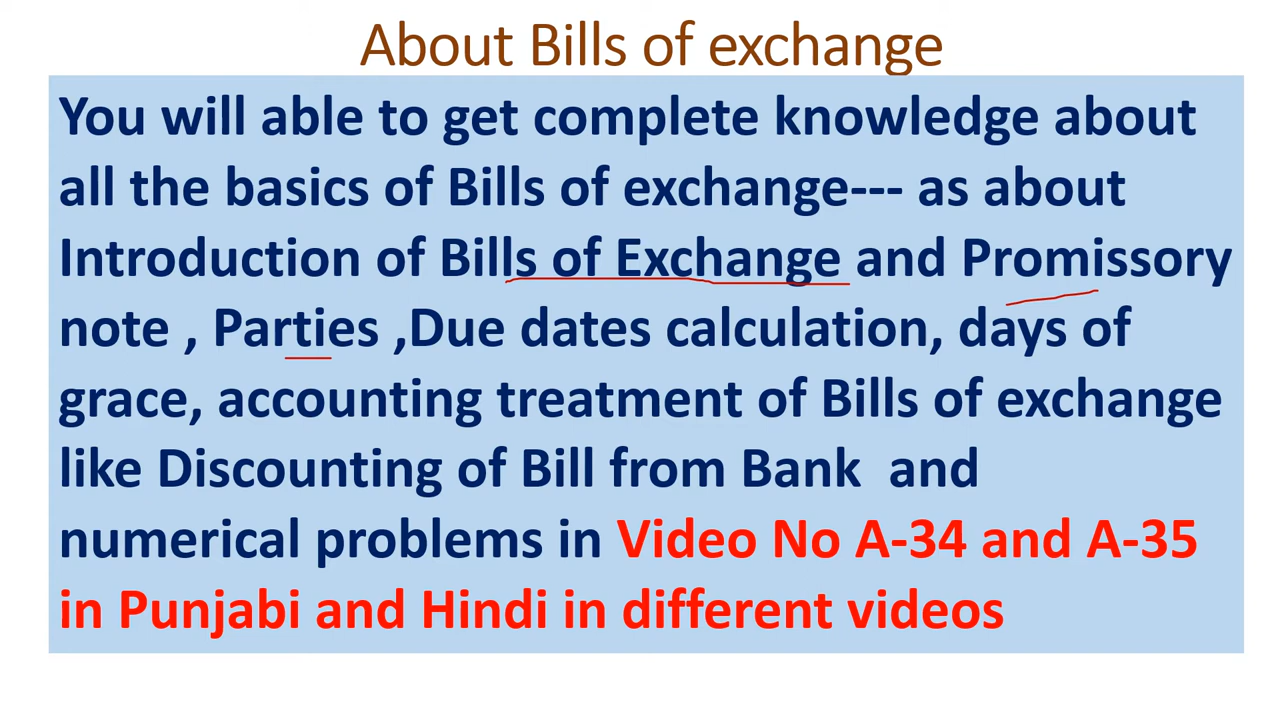 About Bills of exchange
You will able to get complete knowledge about
all the basics of Bills of exchange--- as about
Introduction of Bills of Exchange and Promissory
note , Parties ,Due dates calculation, days of
grace, accounting treatment of Bills of exchange
like Discounting of Bill from Bank and
numerical problems in Video No A-34 and A-35
in Punjabi and Hindi in different videos